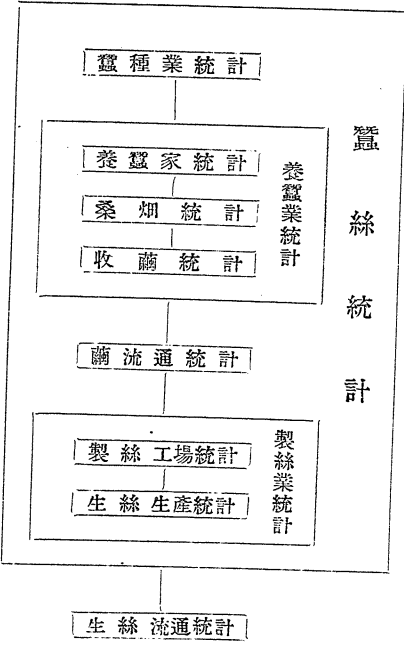 蠶絲統計
蠶種業統計
養蠶業統計
養蠶家統計
桑畑統計
收繭統計
繭流通統計
製絲業統計
製絲工場統計
生絲生產統計
生絲流通統計